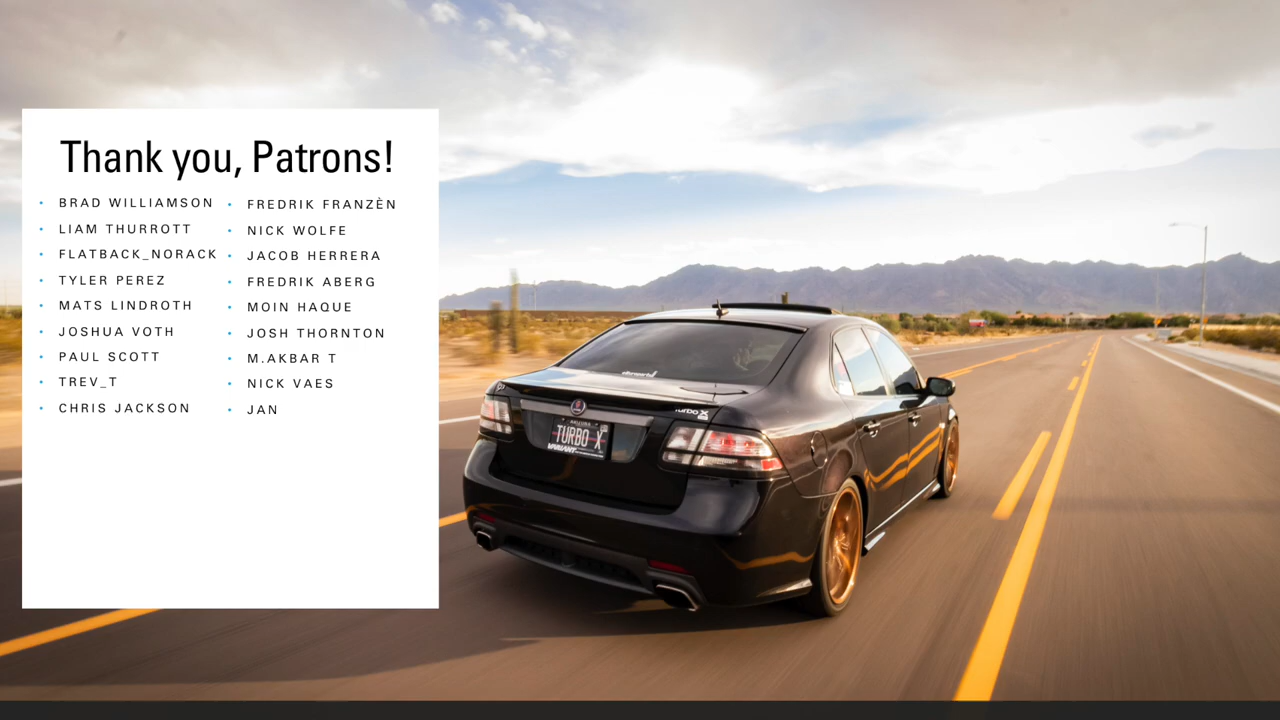 Thank you, Patrons!
BRAD WILLIAMSON
LIAM THURROTT
FLATBACK_NORACK
TYLER PEREZ
MATS LINDROTH
JOSHUA VOTH
PAUL SCOTT
TREV_T
CHRIS JACKSON
FREDRIK FRANZÈN
NICK WOLFE
JACOB HERRERA
FREDRIK ABERG
MOIN HAQUE
JOSH THORNTON
M.AKBAR T
NICK VAES
JAN
turbo X
TURBO X